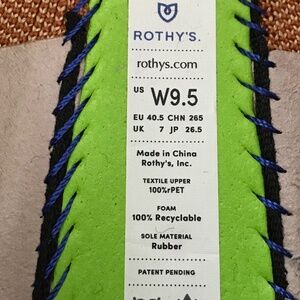 ROTHY'S.
rothys.com
US W9.5
EU 40.5 CHN 265
UK 7 JP 26.5
Made in China
Rothy's, Inc.
TEXTILE UPPER
100%rPET
FOAM
100% Recyclable
SOLE MATERIAL
Rubber
PATENT PENDING